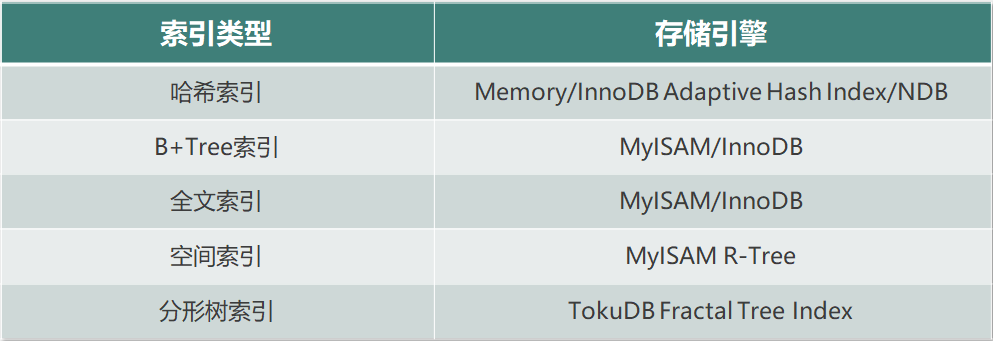 索引类型 存储引擎
哈希索引 Memory/InnoDB Adaptive Hash Index/NDB
B+Tree索引 MyISAM/InnoDB
全文索引 MyISAM/InnoDB
空间索引 MyISAM R-Tree
分形树索引 TokuDB Fractal Tree Index